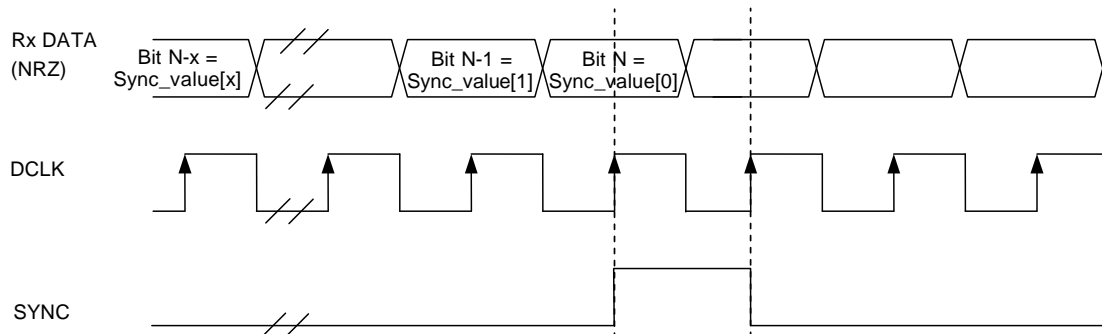 Rx DATA
(NRZ)
Bit N-x =
Sync_value[x]
Bit N-1 =
Sync_value[1]
Bit N =
Sync_value[0]
DCLK
SYNC